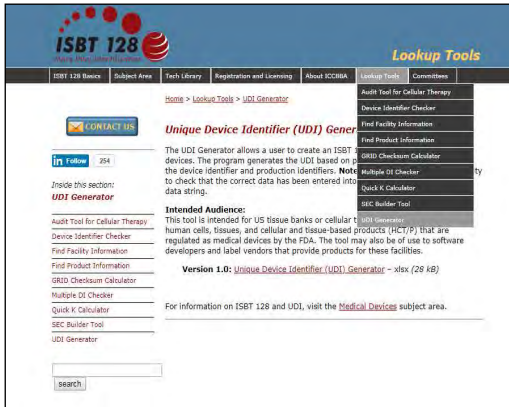 ISBT 128
Lookup Tools
ISBT 128 Basics Subject Area Tech Library Registration and Licensing About ICCBBA Lookup Tools Committees
Audit Tool for Cellular Therapy
Device Identifier Checker
Find Facility Information
Find Product Information
GRID Checksum Calculator
Multiple DI Checker
Quick K Calculator
SEC Builder Tool
UDI Generator
Home > Lookup Tools > UDI Generator
CONTACT US
in Follow 254
Inside this section:
UDI Generator
Audit Tool for Cellular Therapy
Device Identifier Checker
Find Facility Information
Find Product Information
GRID Checksum Calculator
Multiple DI Checker
Quick K Calculator
SEC Builder Tool
UDI Generator
search
Unique Device Identifier (UDI) Gener
The UDI Generator allows a user to create an ISBT
devices. The program generates the UDI based on p
the device identifier and production identifiers. Note ty
to check that the correct data has been entered into
data string.
Intended Audience:
This tool is intended for US tissue banks or cellular t
human cells, tissues, and cellular and tissue-based products (HCT/P) that are
regulated as medical devices by the FDA. The tool may also be of use to software
developers and label vendors that provide products for these facilities.
Version 1.0: Unique Device Identifier (UDI) Generator – xlsx (28 kB)
For information on ISBT 128 and UDI, visit the Medical Devices subject area.